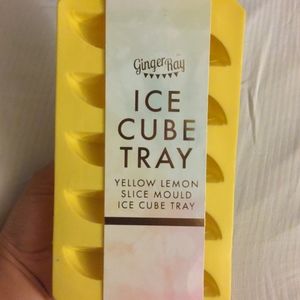 Ginger Ray
ICE
CUBE
TRAY
YELLOW LEMON
SLICE MOULD
ICE CUBE TRAY